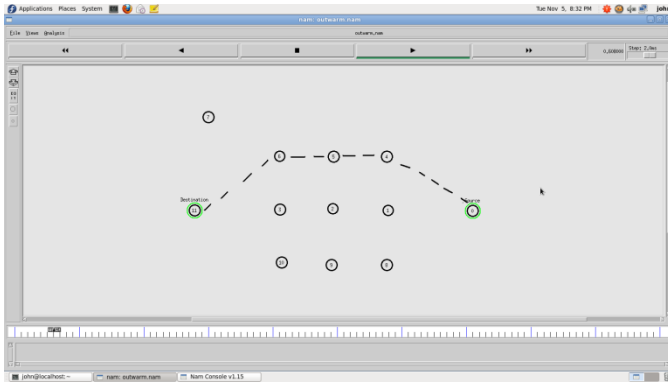 Applications Places System Tue Nov 5, 8:32 PM john
nam: outwarm.nam
File Views Analysis outwarm.nam
Step: 2.0ms
7
6 5 4
Destination Source
11 3 2 1 0
10 9 8
john@localhost:~ nam: outwarm.nam Nam Console v1.15